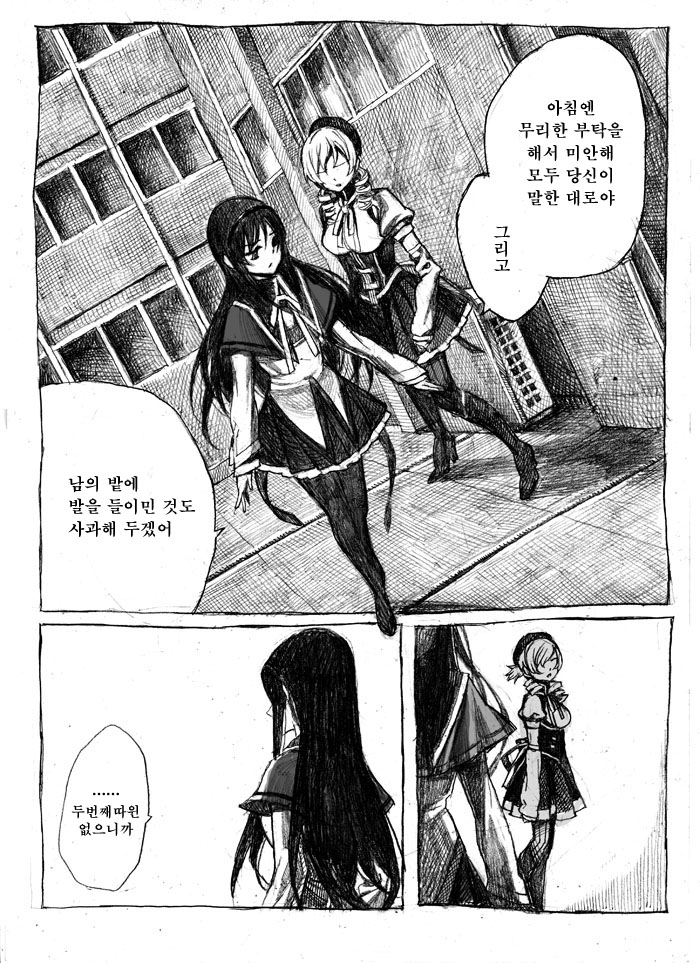 아침엔
무리한 부탁을
해서 미안해
모두 당신이
말한 대로야
그리고
남의 밭에
발을 들이민 것도
사과해 두겠어
……
두번째따윈
없으니까